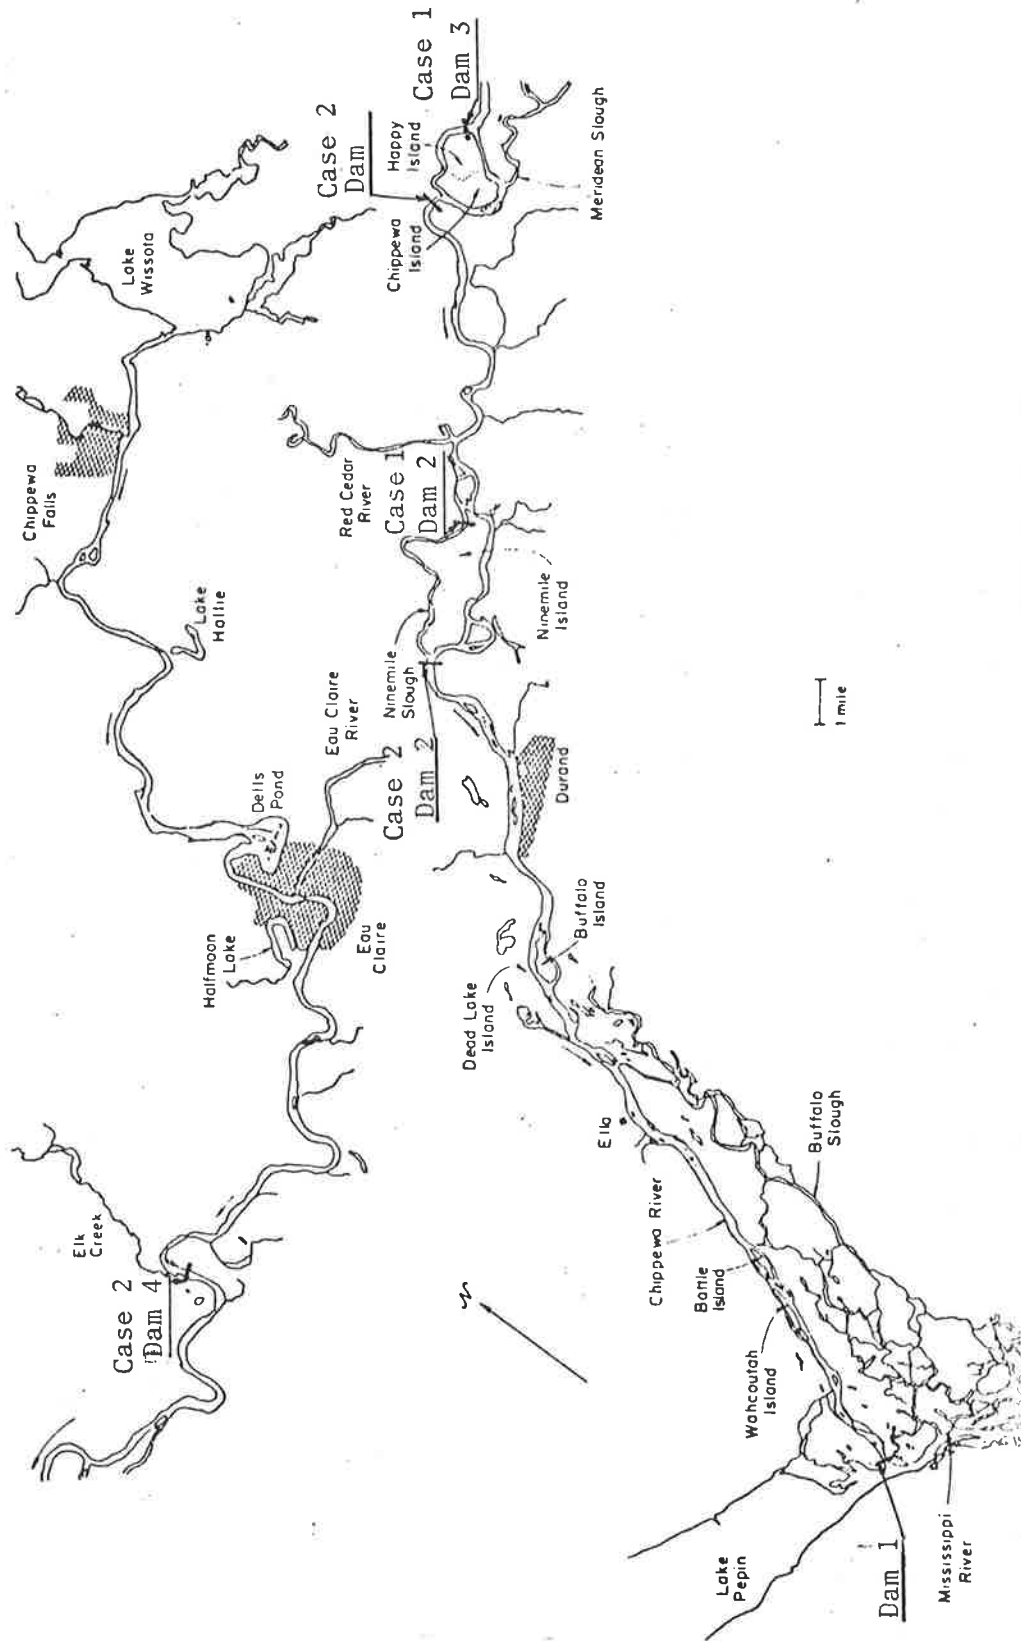 Case 1
Dam 3
Case 2
Dam
Happy
Island
Meridean Slough
Chippewa
Island
Lake
Wissota
Chippewa
Falls
Red Cedar
River
Case 1
Dam 2
Ninemile
Island
Lake
Hallie
Ninemile
Slough
Eau Claire
River
Case 2
Dam 2
Dells
Pond
Durand
1 mile
Halfmoon
Lake
Eau
Claire
Buffalo
Island
Dead Lake
Island
Ella
Buffalo
Slough
Elk
Creek
Case 2
Dam 4
N
Chippewa River
Battle
Island
Wahcoutah
Island
Lake
Pepin
Dam 1
Mississippi
River